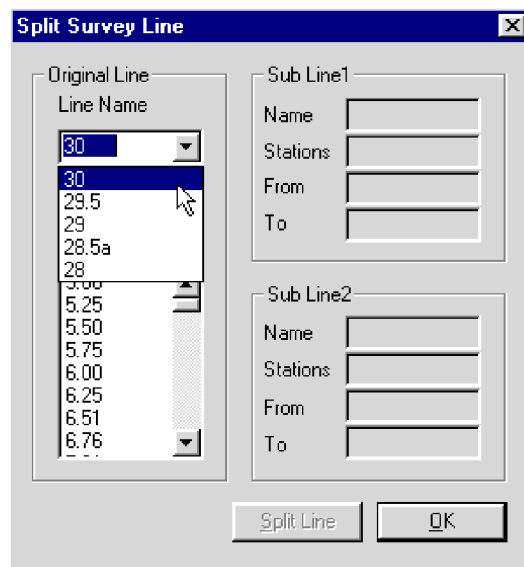 Split Survey Line
Original Line
Line Name
30
30
29.5
29
28.5a
28
5.25
5.50
5.75
6.00
6.25
6.51
6.76
Sub Line1
Name
Stations
From
To
Sub Line2
Name
Stations
From
To
Split Line
OK